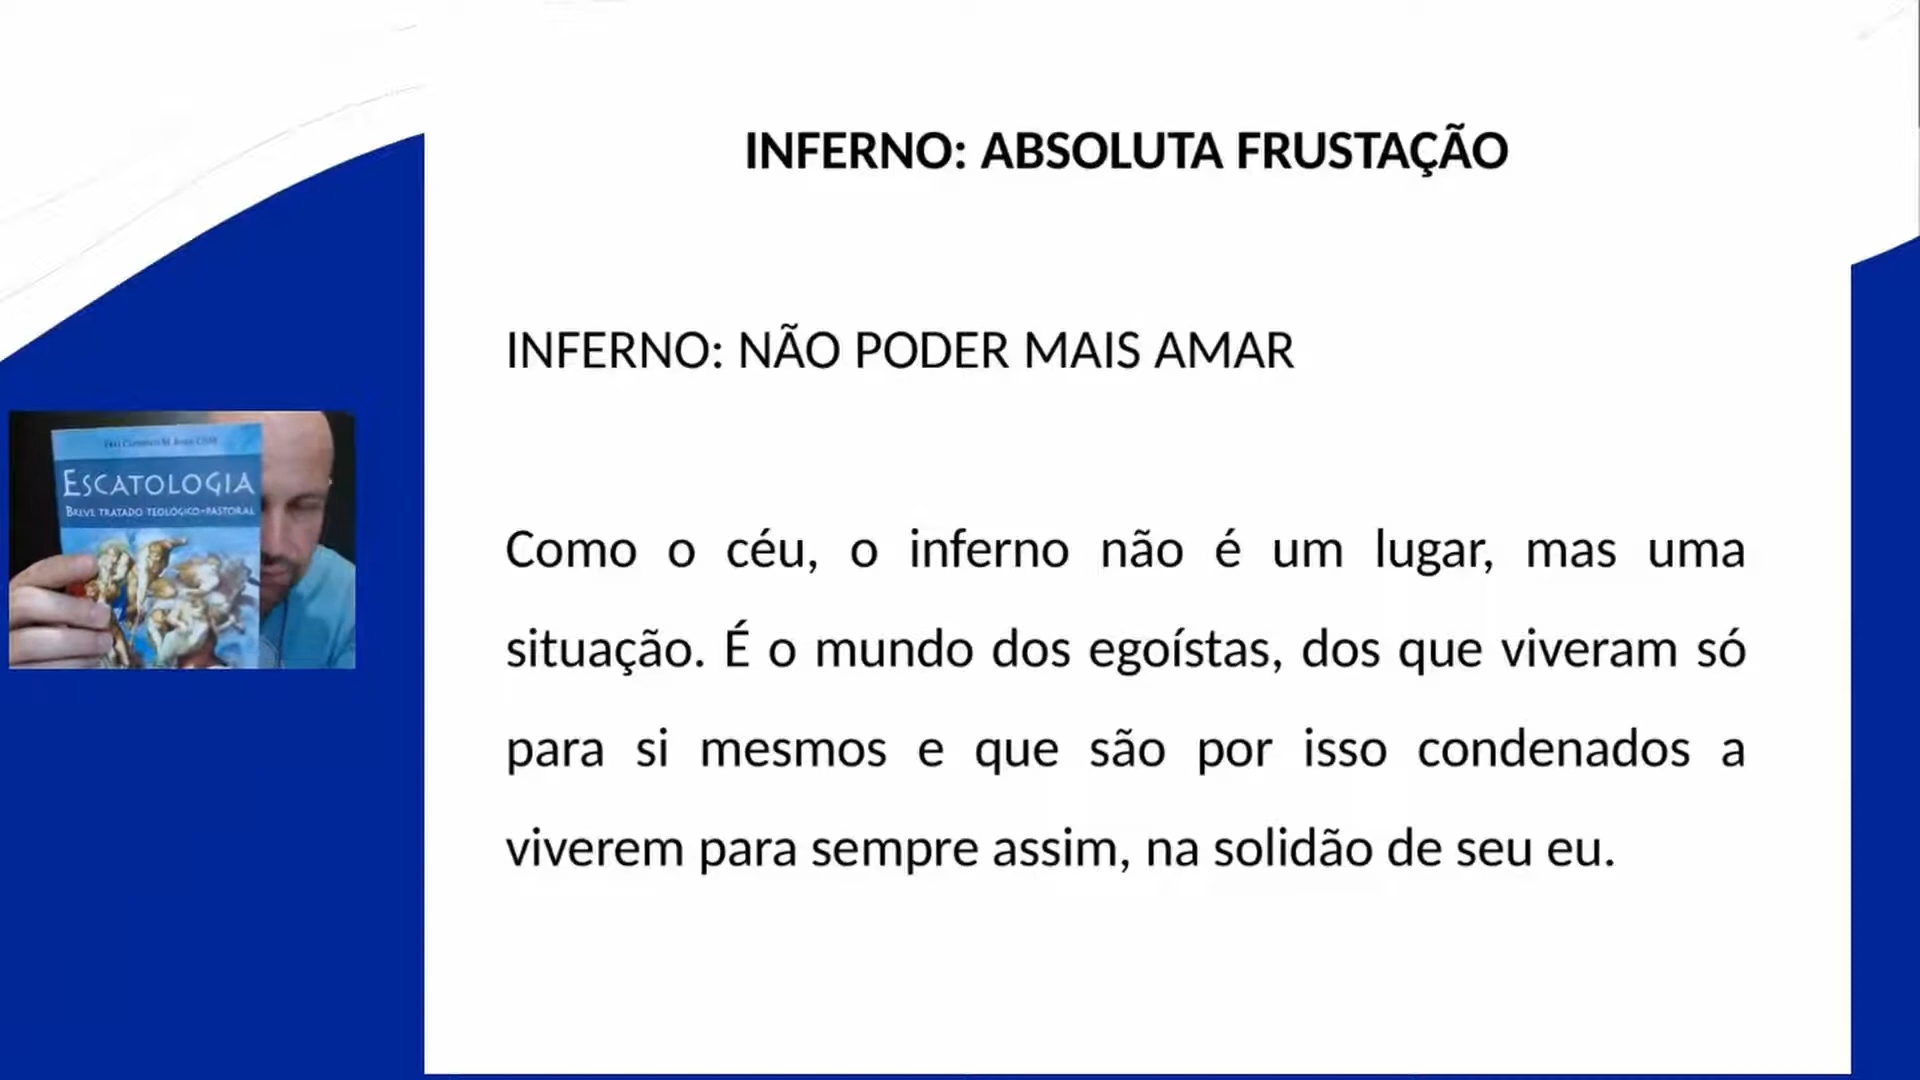 INFERNO: ABSOLUTA FRUSTAÇÃO
INFERNO: NÃO PODER MAIS AMAR
ESCATOLOGIA
BREVE TRATADO TEOLÓGICO-PASTORAL
Como o céu, o inferno não é um lugar, mas uma
situação. É o mundo dos egoístas, dos que viveram só
para si mesmos e que são por isso condenados a
viverem para sempre assim, na solidão de seu eu.